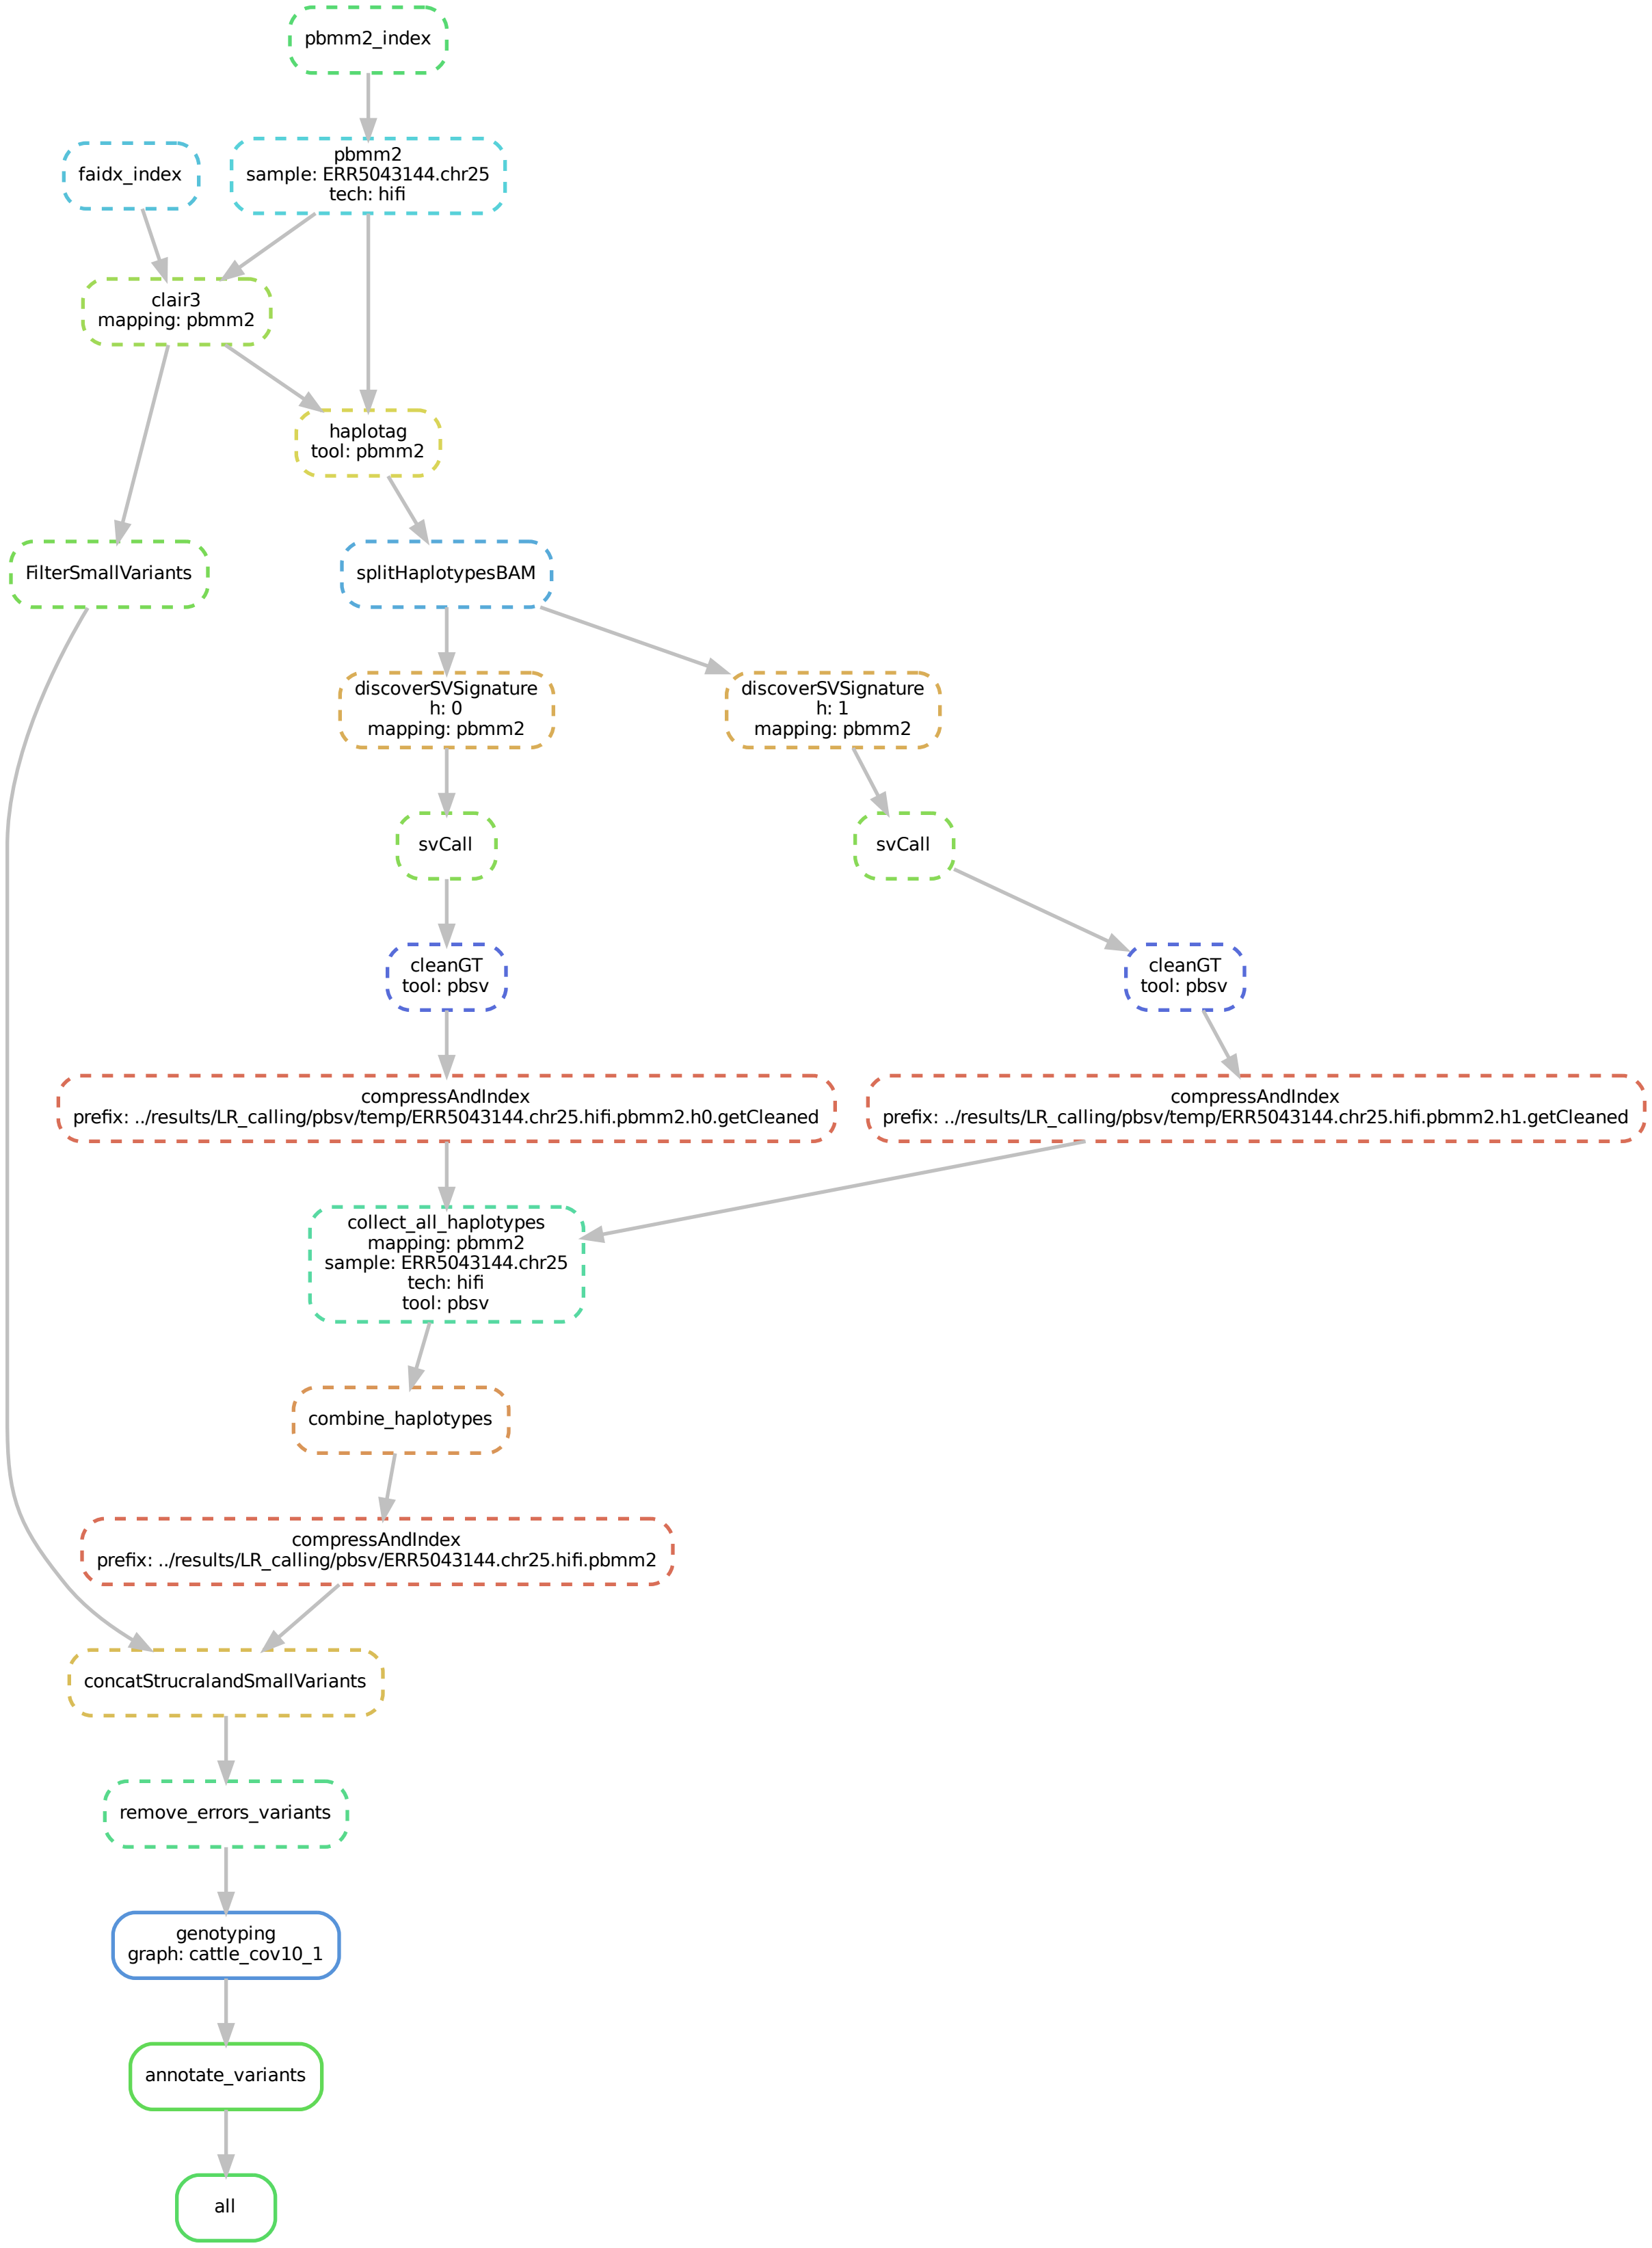 pbmm2_index
faidx_index
pbmm2
sample: ERR5043144.chr25
tech: hifi
clair3
mapping: pbmm2
haplotag
tool: pbmm2
FilterSmallVariants
splitHaplotypesBAM
discoverSVSignature
h: 0
mapping: pbmm2
discoverSVSignature
h: 1
mapping: pbmm2
svCall
svCall
cleanGT
tool: pbsv
cleanGT
tool: pbsv
compressAndIndex
prefix: ../results/LR_calling/pbsv/temp/ERR5043144.chr25.hifi.pbmm2.h0.getCleaned
compressAndIndex
prefix: ../results/LR_calling/pbsv/temp/ERR5043144.chr25.hifi.pbmm2.h1.getCleaned
collect_all_haplotypes
mapping: pbmm2
sample: ERR5043144.chr25
tech: hifi
tool: pbsv
combine_haplotypes
compressAndIndex
prefix: ../results/LR_calling/pbsv/ERR5043144.chr25.hifi.pbmm2
concatStrucralandSmallVariants
remove_errors_variants
genotyping
graph: cattle_cov10_1
annotate_variants
all